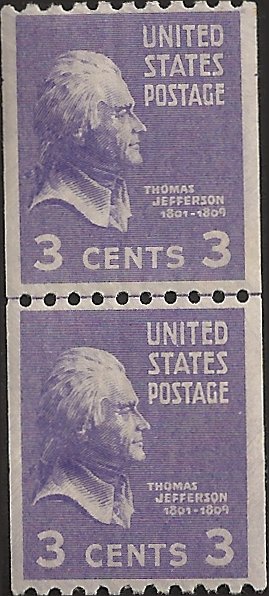 UNITED
STATES
POSTAGE
THOMAS
JEFFERSON
1801-1809
3 CENTS 3
UNITED
STATES
POSTAGE
THOMAS
JEFFERSON
1801-1809
3 CENTS 3